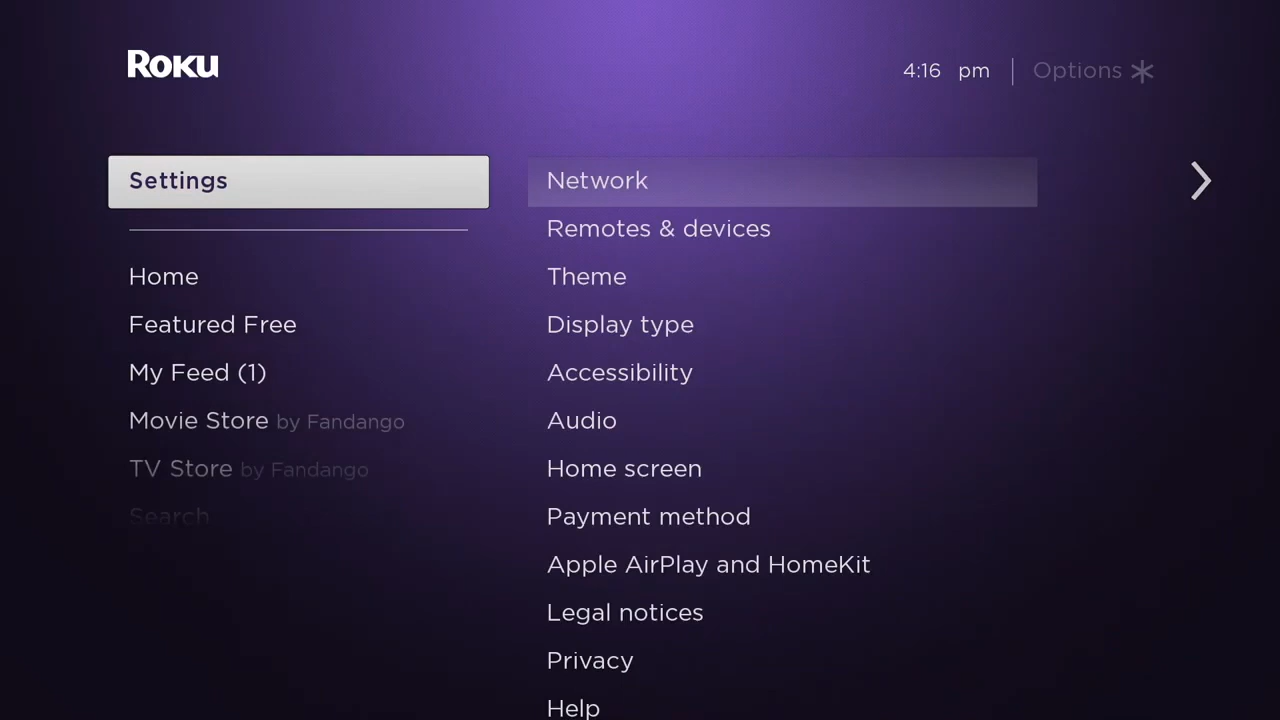 Roku
4:16 pm | Options *
Settings
Home
Featured Free
My Feed (1)
Movie Store by Fandango
TV Store by Fandango
Search
Network
Remotes & devices
Theme
Display type
Accessibility
Audio
Home screen
Payment method
Apple AirPlay and HomeKit
Legal notices
Privacy
Help